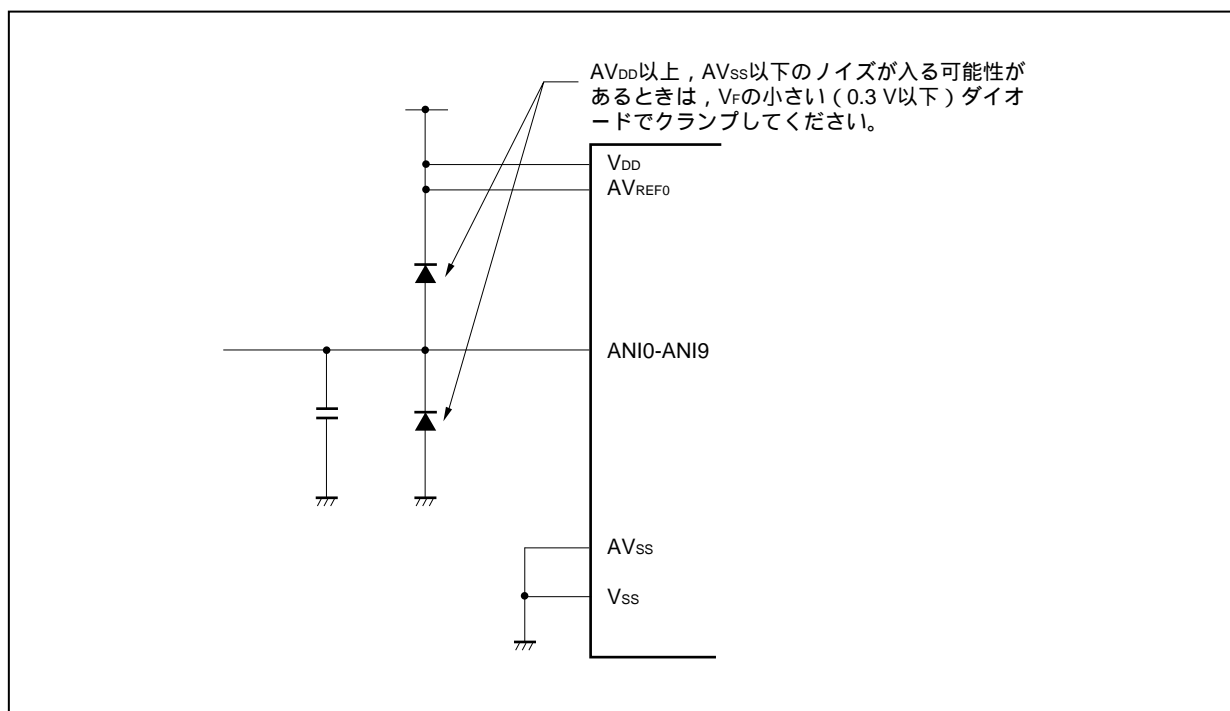 AVDD以上，AVSS以下のノイズが入る可能性が
あるときは，VFの小さい（0.3 V以下）ダイオ
ードでクランプしてください。
VDD
AVREF0
ANI0-ANI9
AVSS
VSS